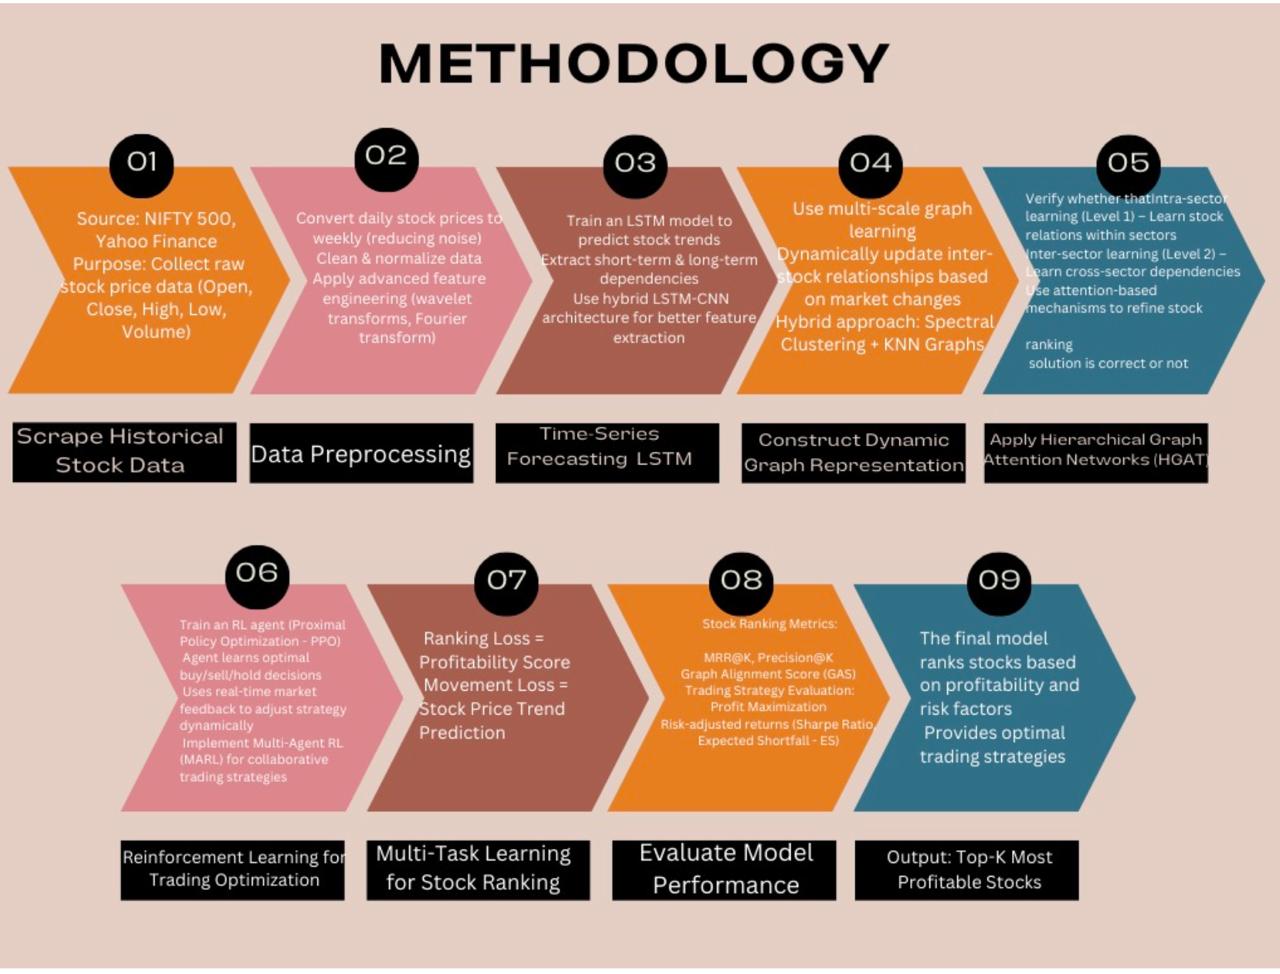 METHODOLOGY
01
Source: NIFTY 500,
Yahoo Finance
Purpose: Collect raw
stock price data (Open,
Close, High, Low,
Volume)
Scrape Historical
Stock Data
02
Convert daily stock prices to
weekly (reducing noise)
Clean & normalize data
Apply advanced feature
engineering (wavelet
transforms, Fourier
transform)
Data Preprocessing
03
Train an LSTM model to
predict stock trends
Extract short-term & long-term
dependencies
Use hybrid LSTM-CNN
architecture for better feature
extraction
Time-Series
Forecasting LSTM
04
Use multi-scale graph
learning
Dynamically update inter-
stock relationships based
on market changes
Hybrid approach: Spectral
Clustering + KNN Graphs
Construct Dynamic
Graph Representation
05
Verify whether thatIntra-sector
learning (Level 1) – Learn stock
relations within sectors
Inter-sector learning (Level 2) –
Learn cross-sector dependencies
Use attention-based
mechanisms to refine stock
ranking
solution is correct or not
Apply Hierarchical Graph
Attention Networks (HGAT)
06
Train an RL agent (Proximal
Policy Optimization - PPO)
Agent learns optimal
buy/sell/hold decisions
Uses real-time market
feedback to adjust strategy
dynamically
Implement Multi-Agent RL
(MARL) for collaborative
trading strategies
Reinforcement Learning for
Trading Optimization
07
Ranking Loss =
Profitability Score
Movement Loss =
Stock Price Trend
Prediction
Multi-Task Learning
for Stock Ranking
08
Stock Ranking Metrics:
MRR@K, Precision@K
Graph Alignment Score (GAS)
Trading Strategy Evaluation:
Profit Maximization
Risk-adjusted returns (Sharpe Ratio,
Expected Shortfall - ES)
Evaluate Model
Performance
09
The final model
ranks stocks based
on profitability and
risk factors
Provides optimal
trading strategies
Output: Top-K Most
Profitable Stocks